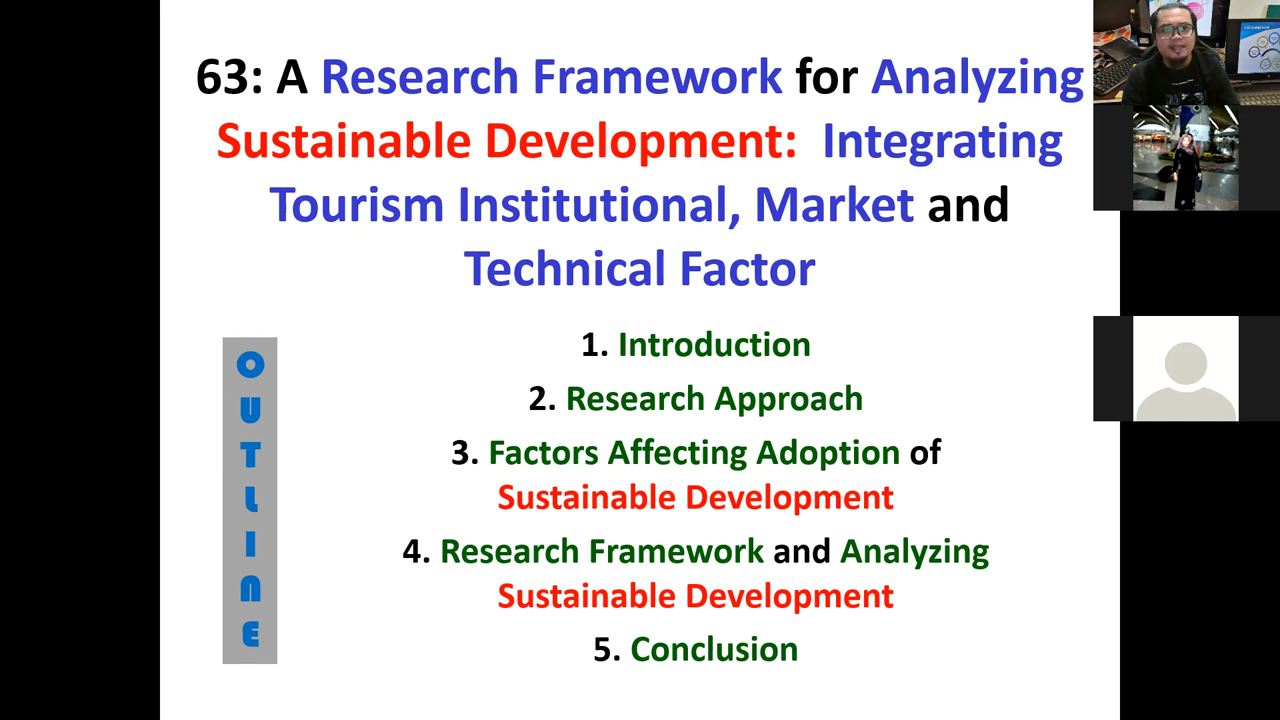 63: A Research Framework for Analyzing
Sustainable Development: Integrating
Tourism Institutional, Market and
Technical Factor
OUTLINE
1. Introduction
2. Research Approach
3. Factors Affecting Adoption of
Sustainable Development
4. Research Framework and Analyzing
Sustainable Development
5. Conclusion